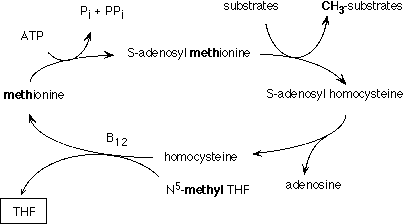 substrates
CH₃-substrates
Pᵢ + PPᵢ
ATP
S-adenosyl methionine
methionine
S-adenosyl homocysteine
B₁₂
homocysteine
N⁵-methyl THF
adenosine
THF